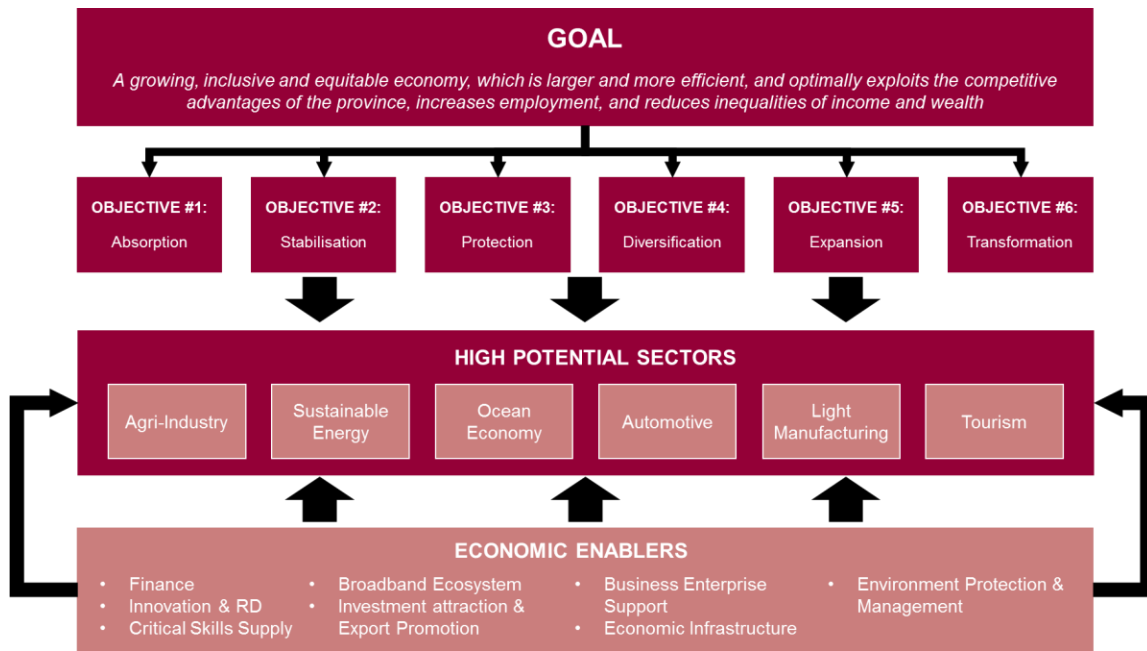 GOAL
A growing, inclusive and equitable economy, which is larger and more efficient, and optimally exploits the competitive
advantages of the province, increases employment, and reduces inequalities of income and wealth
OBJECTIVE #1:
Absorption
OBJECTIVE #2:
Stabilisation
OBJECTIVE #3:
Protection
OBJECTIVE #4:
Diversification
OBJECTIVE #5:
Expansion
OBJECTIVE #6:
Transformation
HIGH POTENTIAL SECTORS
Agri-Industry
Sustainable
Energy
Ocean
Economy
Automotive
Light
Manufacturing
Tourism
ECONOMIC ENABLERS
• Finance
• Innovation & RD
• Critical Skills Supply
• Broadband Ecosystem
• Investment attraction &
Export Promotion
• Business Enterprise
Support
• Economic Infrastructure
• Environment Protection &
Management